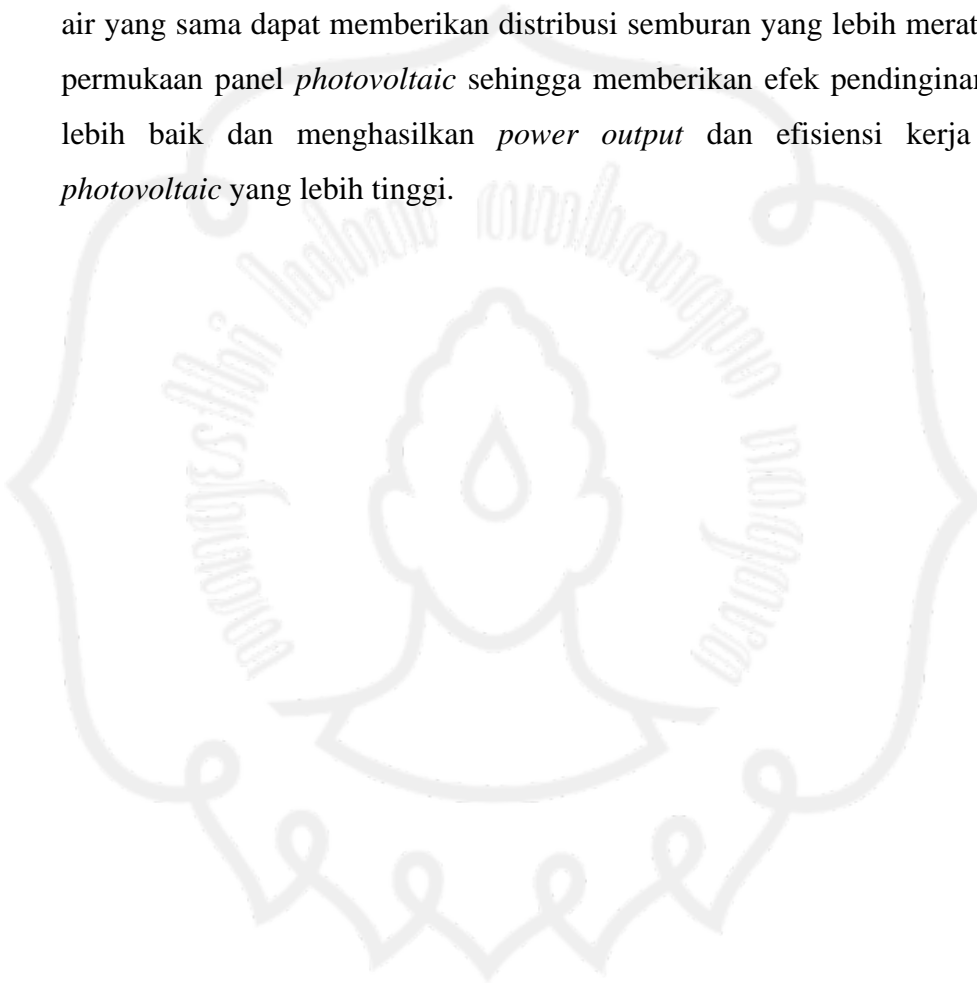 air yang sama dapat memberikan distribusi semburan yang lebih merat
permukaan panel photovoltaic sehingga memberikan efek pendinginan
lebih baik dan menghasilkan power output dan efisiensi kerja
photovoltaic yang lebih tinggi.